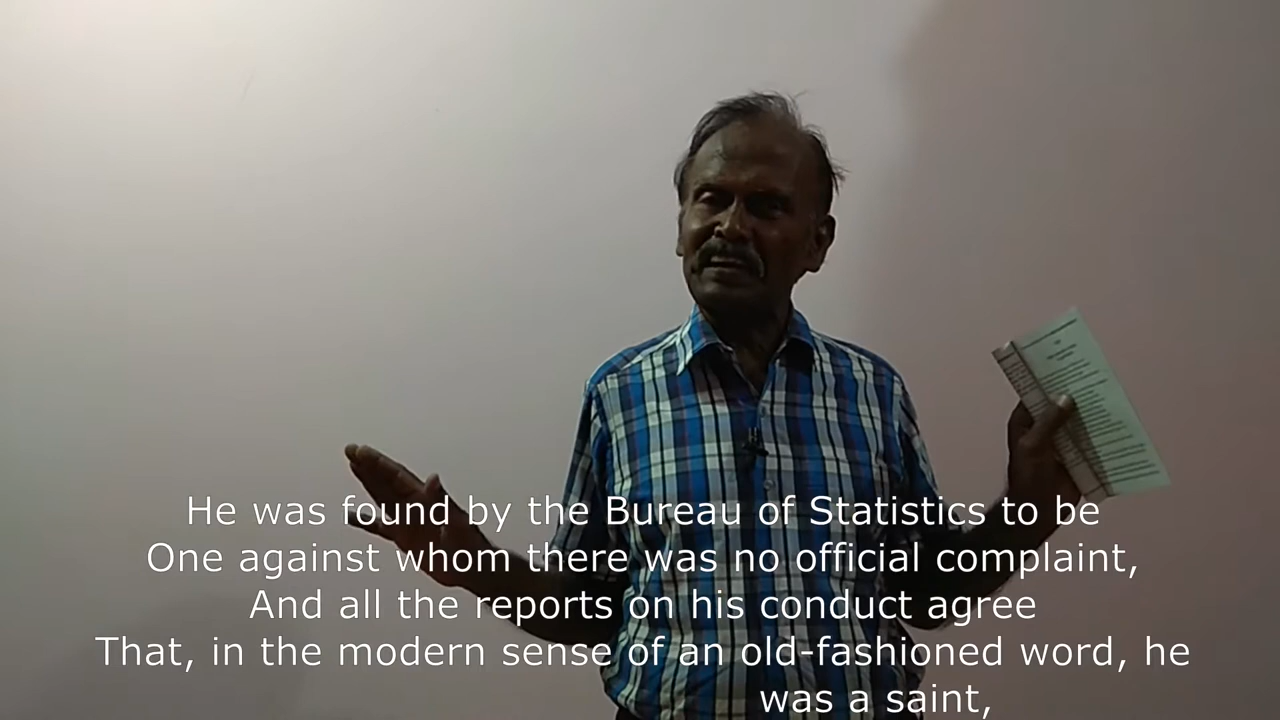 He was found by the Bureau of Statistics to be
One against whom there was no official complaint,
And all the reports on his conduct agree
That, in the modern sense of an old-fashioned word, he
was a saint,